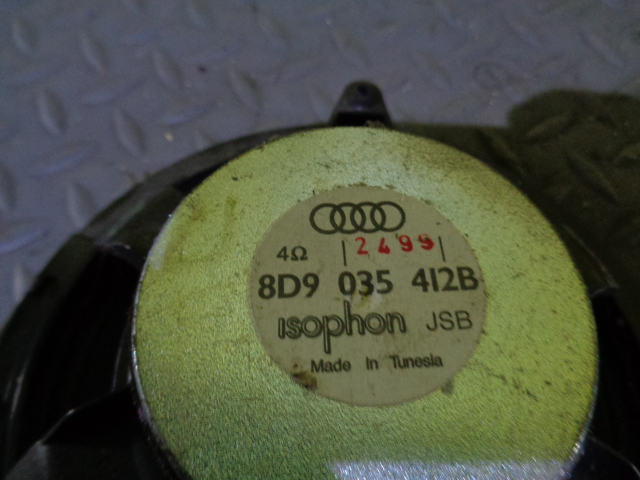 4Ω |2499|
8D9 035 412B
isophon JSB
Made in Tunesia